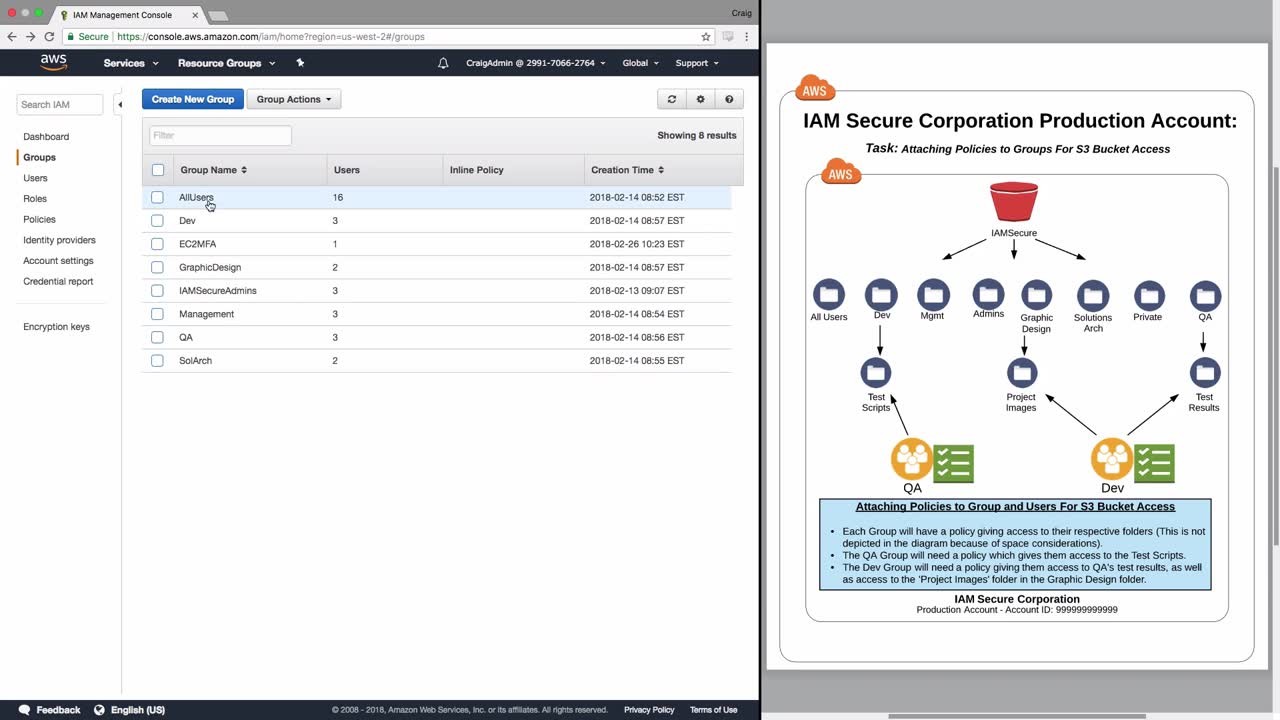 IAM Management Console
Craig
Secure
https://console.aws.amazon.com/iam/home?region=us-west-2#/groups
aws
Services
Resource Groups
CraigAdmin @ 2991-7066-2764
Global
Support
Search IAM
Dashboard
Groups
Users
Roles
Policies
Identity providers
Account settings
Credential report
Encryption keys
Create New Group
Group Actions
Filter
Showing 8 results
Group Name Users Inline Policy Creation Time
AllUsers 16 2018-02-14 08:52 EST
Dev 3 2018-02-14 08:57 EST
EC2MFA 1 2018-02-26 10:23 EST
GraphicDesign 2 2018-02-14 08:57 EST
IAMSecureAdmins 3 2018-02-13 09:07 EST
Management 3 2018-02-14 08:54 EST
QA 3 2018-02-14 08:56 EST
SolArch 2 2018-02-14 08:55 EST
Feedback
English (US)
© 2008 - 2018, Amazon Web Services, Inc. or its affiliates. All rights reserved.
Privacy Policy
Terms of Use
AWS
IAM Secure Corporation Production Account:
Task: Attaching Policies to Groups For S3 Bucket Access
AWS
IAMSecure
All Users
Dev
Mgmt
Admins
Graphic
Design
Solutions
Arch
Private
QA
Test
Scripts
Project
Images
Test
Results
QA
Dev
Attaching Policies to Group and Users For S3 Bucket Access
• Each Group will have a policy giving access to their respective folders (This is not
depicted in the diagram because of space considerations).
• The QA Group will need a policy which gives them access to the Test Scripts.
• The Dev Group will need a policy giving them access to QA's test results, as well
as access to the 'Project Images' folder in the Graphic Design folder.
IAM Secure Corporation
Production Account - Account ID: 999999999999